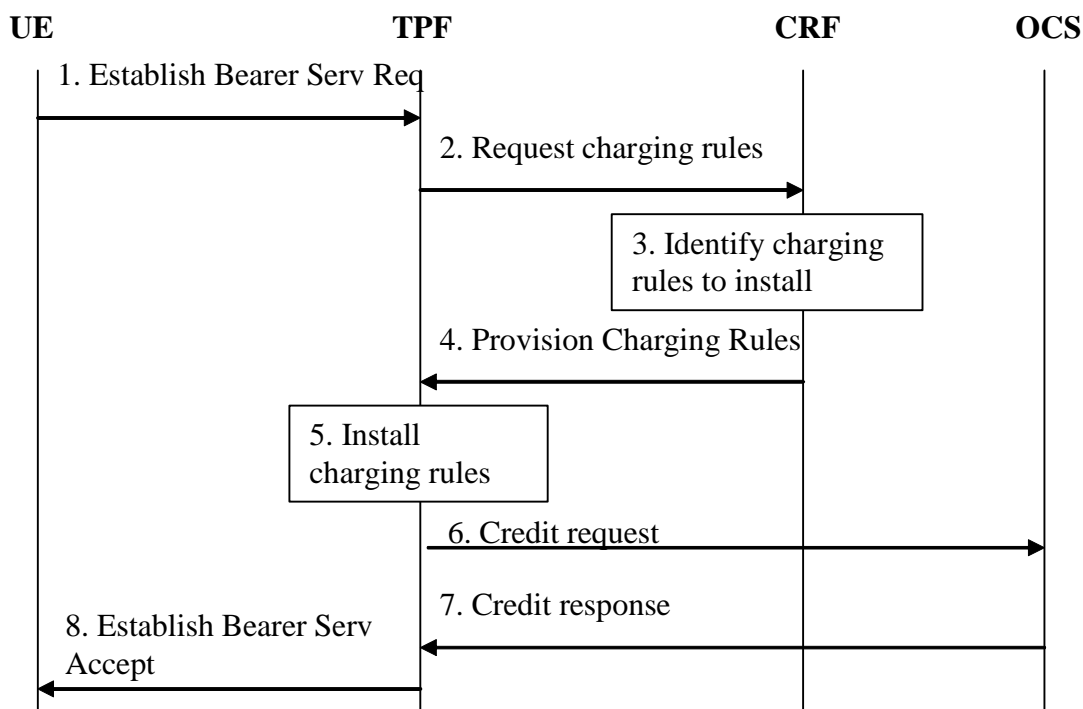 UE TPF CRF OCS
1. Establish Bearer Serv Req
2. Request charging rules
3. Identify charging
rules to install
4. Provision Charging Rules
5. Install
charging rules
6. Credit request
7. Credit response
8. Establish Bearer Serv
Accept